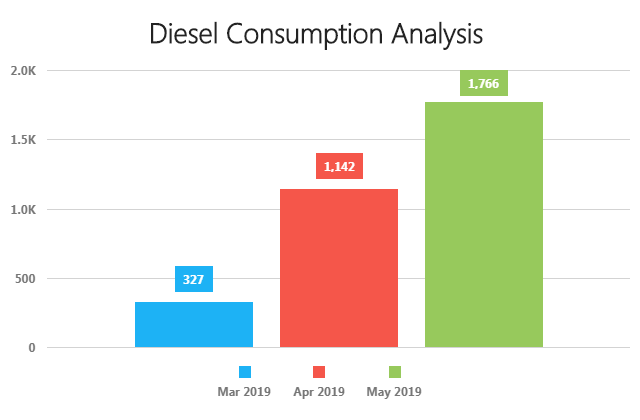 Diesel Consumption Analysis
2.0K
1,766
1.5K
1,142
1.0K
500
327
0
Mar 2019 Apr 2019 May 2019